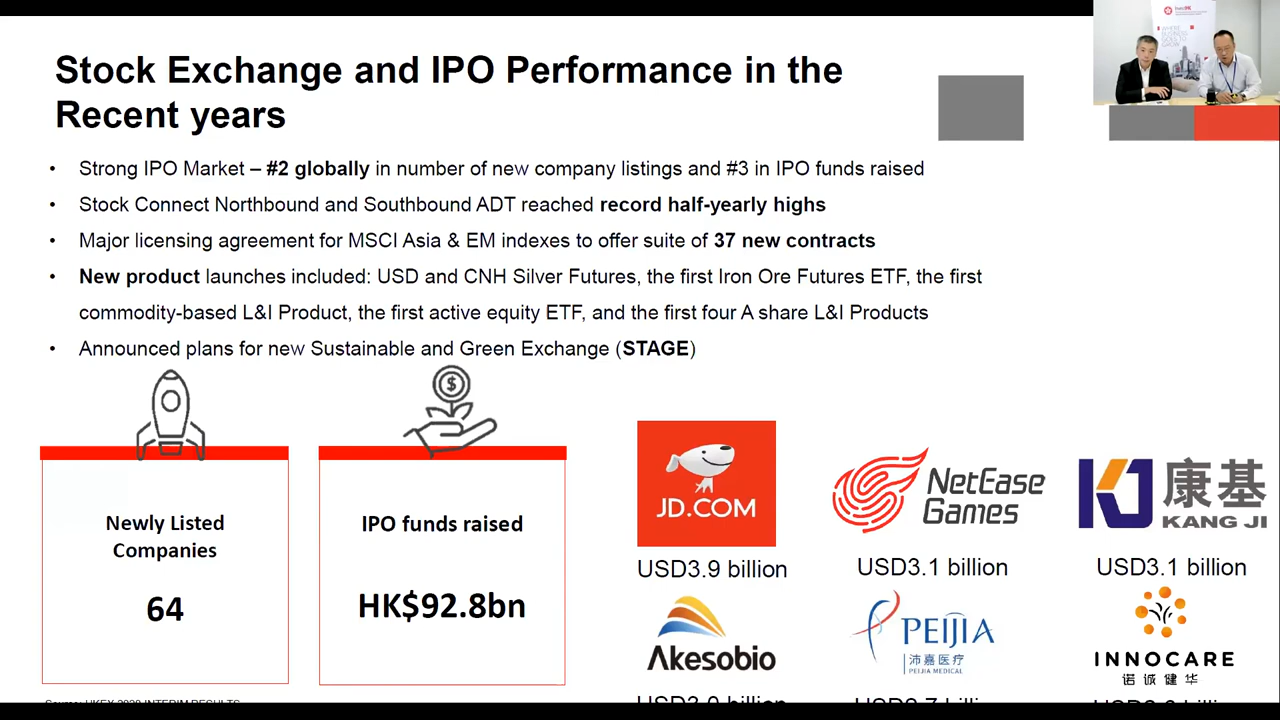 Stock Exchange and IPO Performance in the
Recent years
• Strong IPO Market – #2 globally in number of new company listings and #3 in IPO funds raised
• Stock Connect Northbound and Southbound ADT reached record half-yearly highs
• Major licensing agreement for MSCI Asia & EM indexes to offer suite of 37 new contracts
• New product launches included: USD and CNH Silver Futures, the first Iron Ore Futures ETF, the first
commodity-based L&I Product, the first active equity ETF, and the first four A share L&I Products
• Announced plans for new Sustainable and Green Exchange (STAGE)
Newly Listed
Companies
64
IPO funds raised
HK$92.8bn
JD.COM
USD3.9 billion
NetEase
Games
USD3.1 billion
康基
KANG JI
USD3.1 billion
Akesobio
PEIJIA
沛嘉医疗
PEIJIA MEDICAL
INNOCARE
诺诚健华
WHERE
BUSINESS
GOES TO
GROW